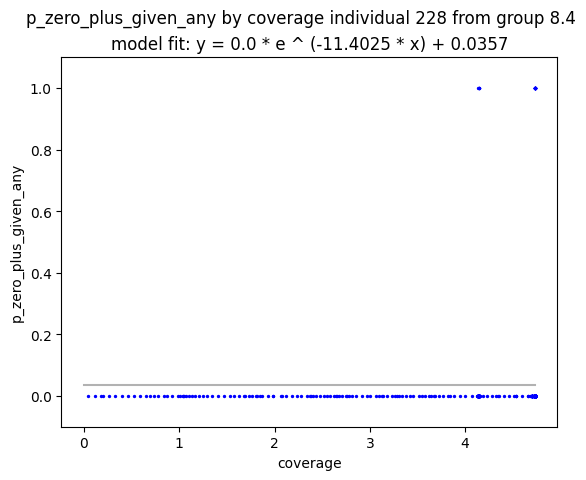 p_zero_plus_given_any by coverage individual 228 from group 8.4
model fit: y = 0.0 * e ^ (-11.4025 * x) + 0.0357
1.0
0.8
0.6
0.4
0.2
0.0
p_zero_plus_given_any
0 1 2 3 4
coverage